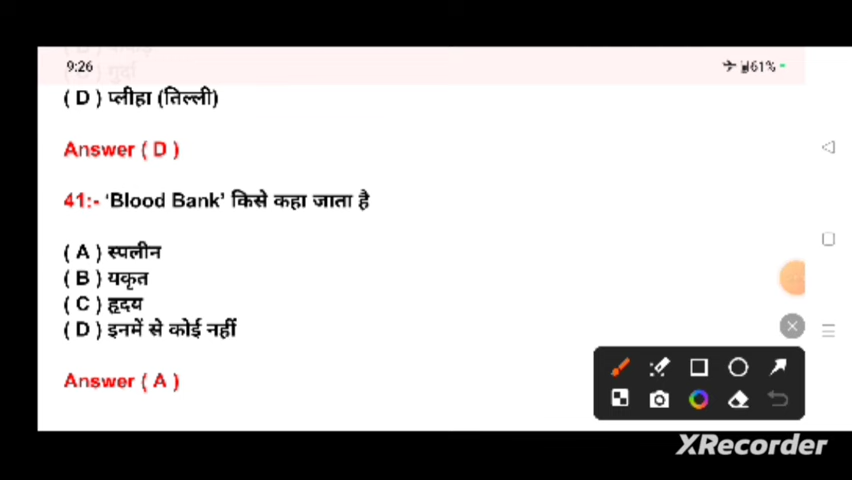 9:26
61%
( D ) प्लीहा (तिल्ली)
Answer ( D )
41:- ‘Blood Bank’ किसे कहा जाता है
( A ) स्पलीन
( B ) यकृत
( C ) हृदय
( D ) इनमें से कोई नहीं
Answer ( A )
XRecorder